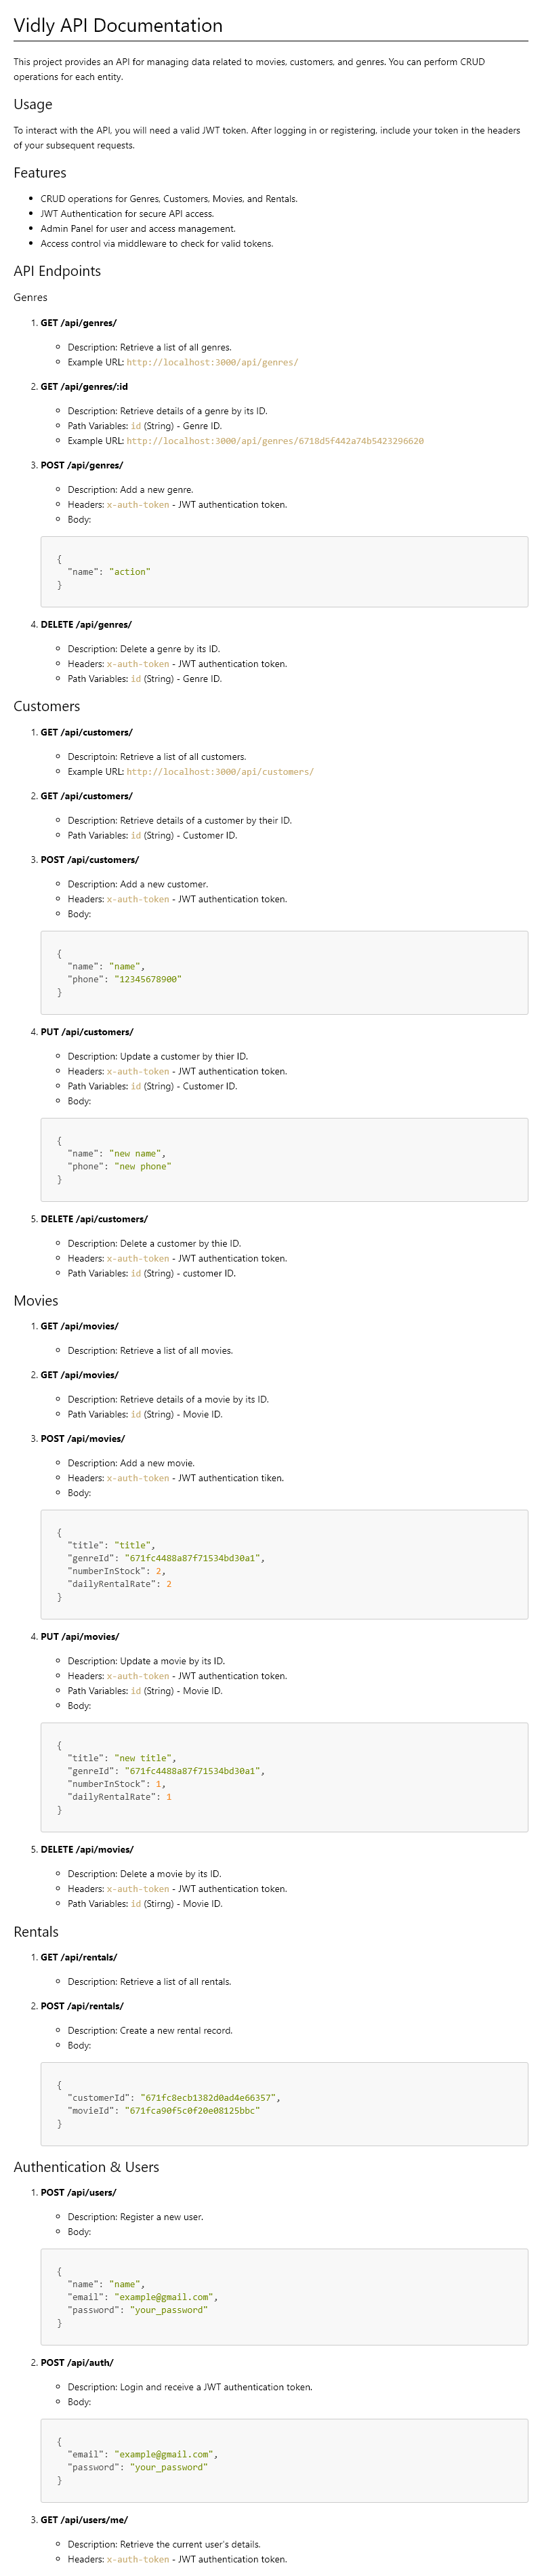 Vidly API Documentation
This project provides an API for managing data related to movies, customers, and genres. You can perform CRUD
operations for each entity.
Usage
To interact with the API, you will need a valid JWT token. After logging in or registering, include your token in the headers
of your subsequent requests.
Features
• CRUD operations for Genres, Customers, Movies, and Rentals.
• JWT Authentication for secure API access.
• Admin Panel for user and access management.
• Access control via middleware to check for valid tokens.
API Endpoints
Genres
1. GET /api/genres/
◦ Description: Retrieve a list of all genres.
◦ Example URL: http://localhost:3000/api/genres/
2. GET /api/genres/:id
◦ Description: Retrieve details of a genre by its ID.
◦ Path Variables: id (String) - Genre ID.
◦ Example URL: http://localhost:3000/api/genres/6718d5f442a74b5423296620
3. POST /api/genres/
◦ Description: Add a new genre.
◦ Headers: x-auth-token - JWT authentication token.
◦ Body:
{
"name": "action"
}
4. DELETE /api/genres/
◦ Description: Delete a genre by its ID.
◦ Headers: x-auth-token - JWT authentication token.
◦ Path Variables: id (String) - Genre ID.
Customers
1. GET /api/customers/
◦ Descriptoin: Retrieve a list of all customers.
◦ Example URL: http://localhost:3000/api/customers/
2. GET /api/customers/
◦ Description: Retrieve details of a customer by their ID.
◦ Path Variables: id (String) - Customer ID.
3. POST /api/customers/
◦ Description: Add a new customer.
◦ Headers: x-auth-token - JWT authentication token.
◦ Body:
{
"name": "name",
"phone": "12345678900"
}
4. PUT /api/customers/
◦ Description: Update a customer by thier ID.
◦ Headers: x-auth-token - JWT authentication token.
◦ Path Variables: id (String) - Customer ID.
◦ Body:
{
"name": "new name",
"phone": "new phone"
}
5. DELETE /api/customers/
◦ Description: Delete a customer by thie ID.
◦ Headers: x-auth-token - JWT authentication token.
◦ Path Variables: id (String) - customer ID.
Movies
1. GET /api/movies/
◦ Description: Retrieve a list of all movies.
2. GET /api/movies/
◦ Description: Retrieve details of a movie by its ID.
◦ Path Variables: id (String) - Movie ID.
3. POST /api/movies/
◦ Description: Add a new movie.
◦ Headers: x-auth-token - JWT authentication tiken.
◦ Body:
{
"title": "title",
"genreId": "671fc4488a87f71534bd30a1",
"numberInStock": 2,
"dailyRentalRate": 2
}
4. PUT /api/movies/
◦ Description: Update a movie by its ID.
◦ Headers: x-auth-token - JWT authentication token.
◦ Path Variables: id (String) - Movie ID.
◦ Body:
{
"title": "new title",
"genreId": "671fc4488a87f71534bd30a1",
"numberInStock": 1,
"dailyRentalRate": 1
}
5. DELETE /api/movies/
◦ Description: Delete a movie by its ID.
◦ Headers: x-auth-token - JWT authentication token.
◦ Path Variables: id (Stirng) - Movie ID.
Rentals
1. GET /api/rentals/
◦ Description: Retrieve a list of all rentals.
2. POST /api/rentals/
◦ Description: Create a new rental record.
◦ Body:
{
"customerId": "671fc8ecb1382d0ad4e66357",
"movieId": "671fca90f5c0f20e08125bbc"
}
Authentication & Users
1. POST /api/users/
◦ Description: Register a new user.
◦ Body:
{
"name": "name",
"email": "example@gmail.com",
"password": "your_password"
}
2. POST /api/auth/
◦ Description: Login and receive a JWT authentication token.
◦ Body:
{
"email": "example@gmail.com",
"password": "your_password"
}
3. GET /api/users/me/
◦ Description: Retrieve the current user's details.
◦ Headers: x-auth-token - JWT authentication token.